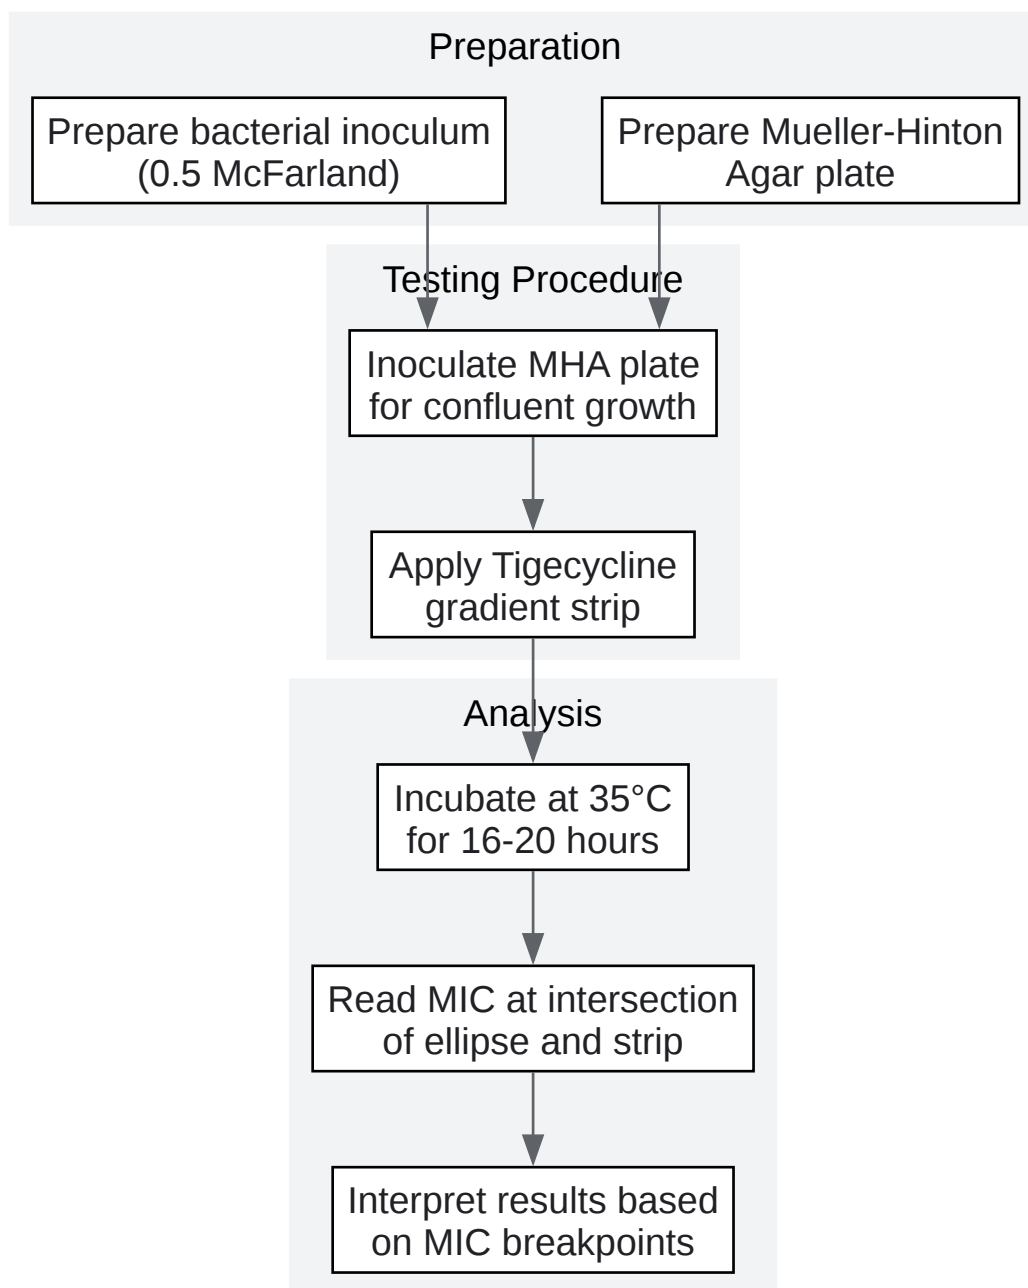 Preparation
Prepare bacterial inoculum
(0.5 McFarland)
Prepare Mueller-Hinton
Agar plate
Testing Procedure
Inoculate MHA plate
for confluent growth
Apply Tigecycline
gradient strip
Analysis
Incubate at 35°C
for 16-20 hours
Read MIC at intersection
of ellipse and strip
Interpret results based
on MIC breakpoints